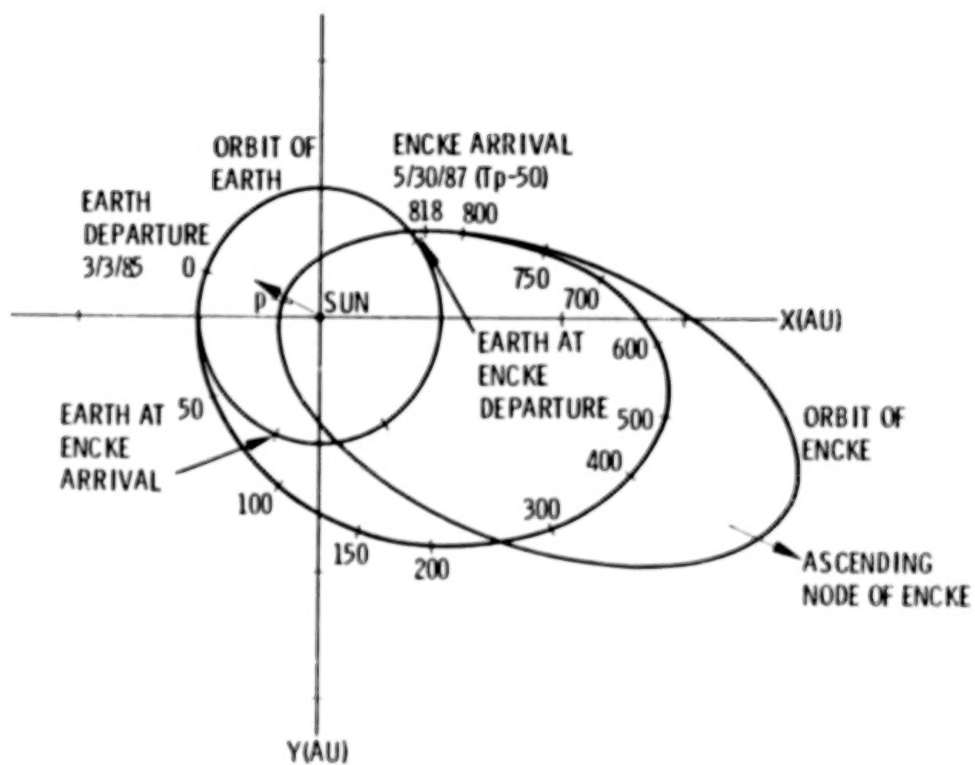 ORBIT OF
EARTH
ENCKE ARRIVAL
5/30/87 (Tp-50)
818 800
EARTH
DEPARTURE
3/3/85 0
750
700
P
SUN
X(AU)
600
EARTH AT
ENCKE
DEPARTURE
50
500
EARTH AT
ENCKE
ARRIVAL
ORBIT OF
ENCKE
400
100
300
150
200
ASCENDING
NODE OF ENCKE
Y(AU)